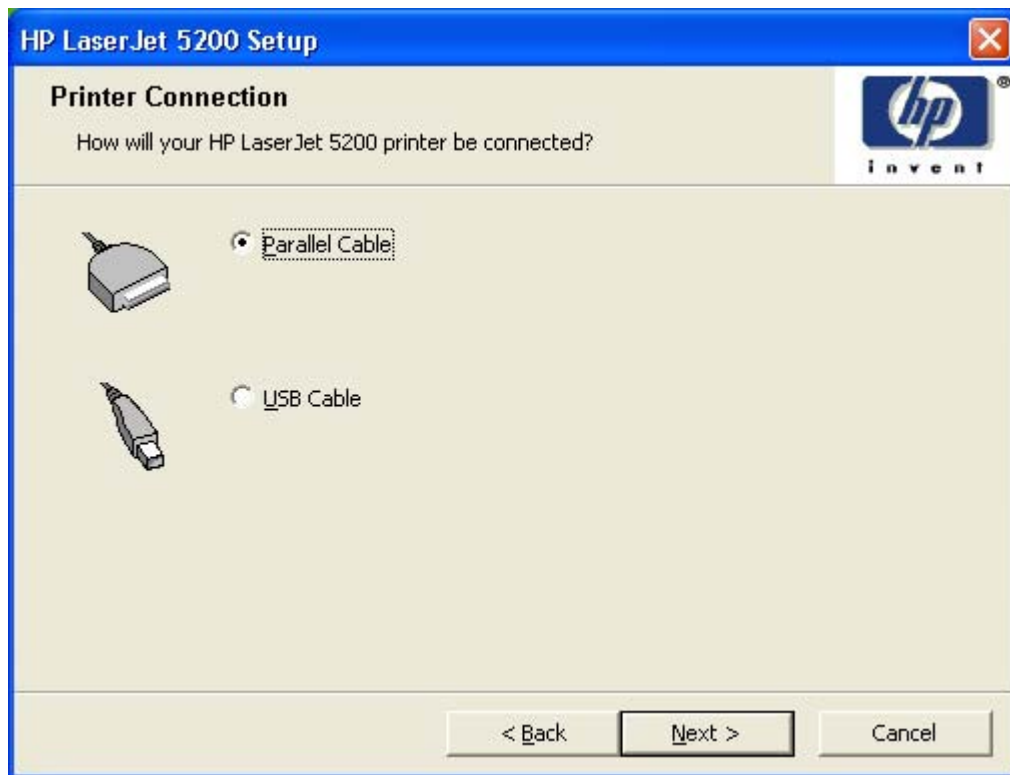 HP LaserJet 5200 Setup
Printer Connection
How will your HP LaserJet 5200 printer be connected?
hp ®
invent
Parallel Cable
USB Cable
< Back
Next >
Cancel